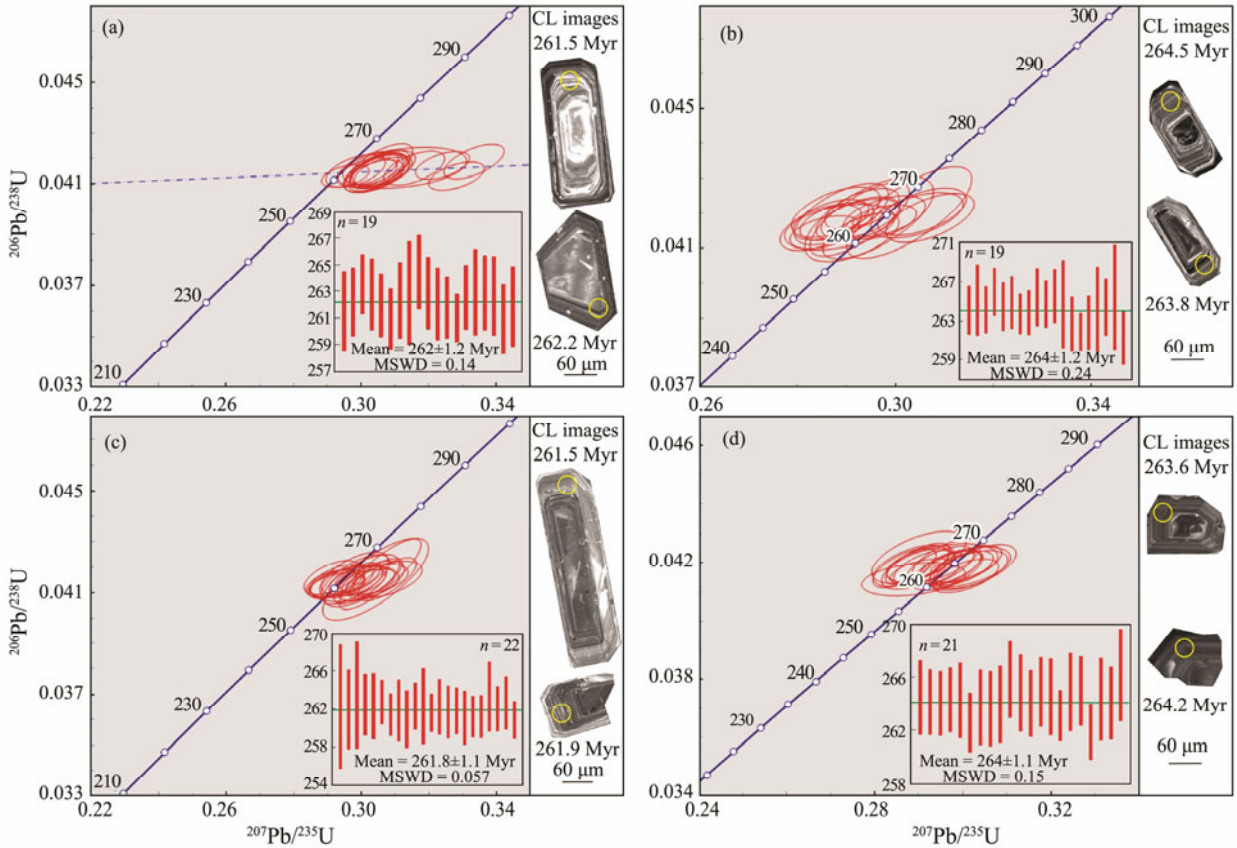 (a)
CL images
261.5 Myr
290
270
250
230
210
0.045
0.041
0.037
0.033
206Pb/238U
269
267
265
263
261
259
257
n = 19
Mean = 262±1.2 Myr
MSWD = 0.14
262.2 Myr
60 μm
0.22
0.26
0.30
0.34
(b)
CL images
264.5 Myr
300
290
280
270
260
250
240
0.045
0.041
0.037
271
267
263
259
n = 19
Mean = 264±1.2 Myr
MSWD = 0.24
263.8 Myr
60 μm
0.26
0.30
0.34
(c)
CL images
261.5 Myr
290
270
250
230
210
0.045
0.041
0.037
0.033
206Pb/238U
270
266
262
258
254
n = 22
Mean = 261.8±1.1 Myr
MSWD = 0.057
261.9 Myr
60 μm
0.22
0.26
0.30
0.34
207Pb/235U
(d)
CL images
263.6 Myr
290
280
270
260
250
240
230
0.046
0.042
0.038
0.034
270
266
262
258
n = 21
Mean = 264±1.1 Myr
MSWD = 0.15
264.2 Myr
60 μm
0.24
0.28
0.32
207Pb/235U